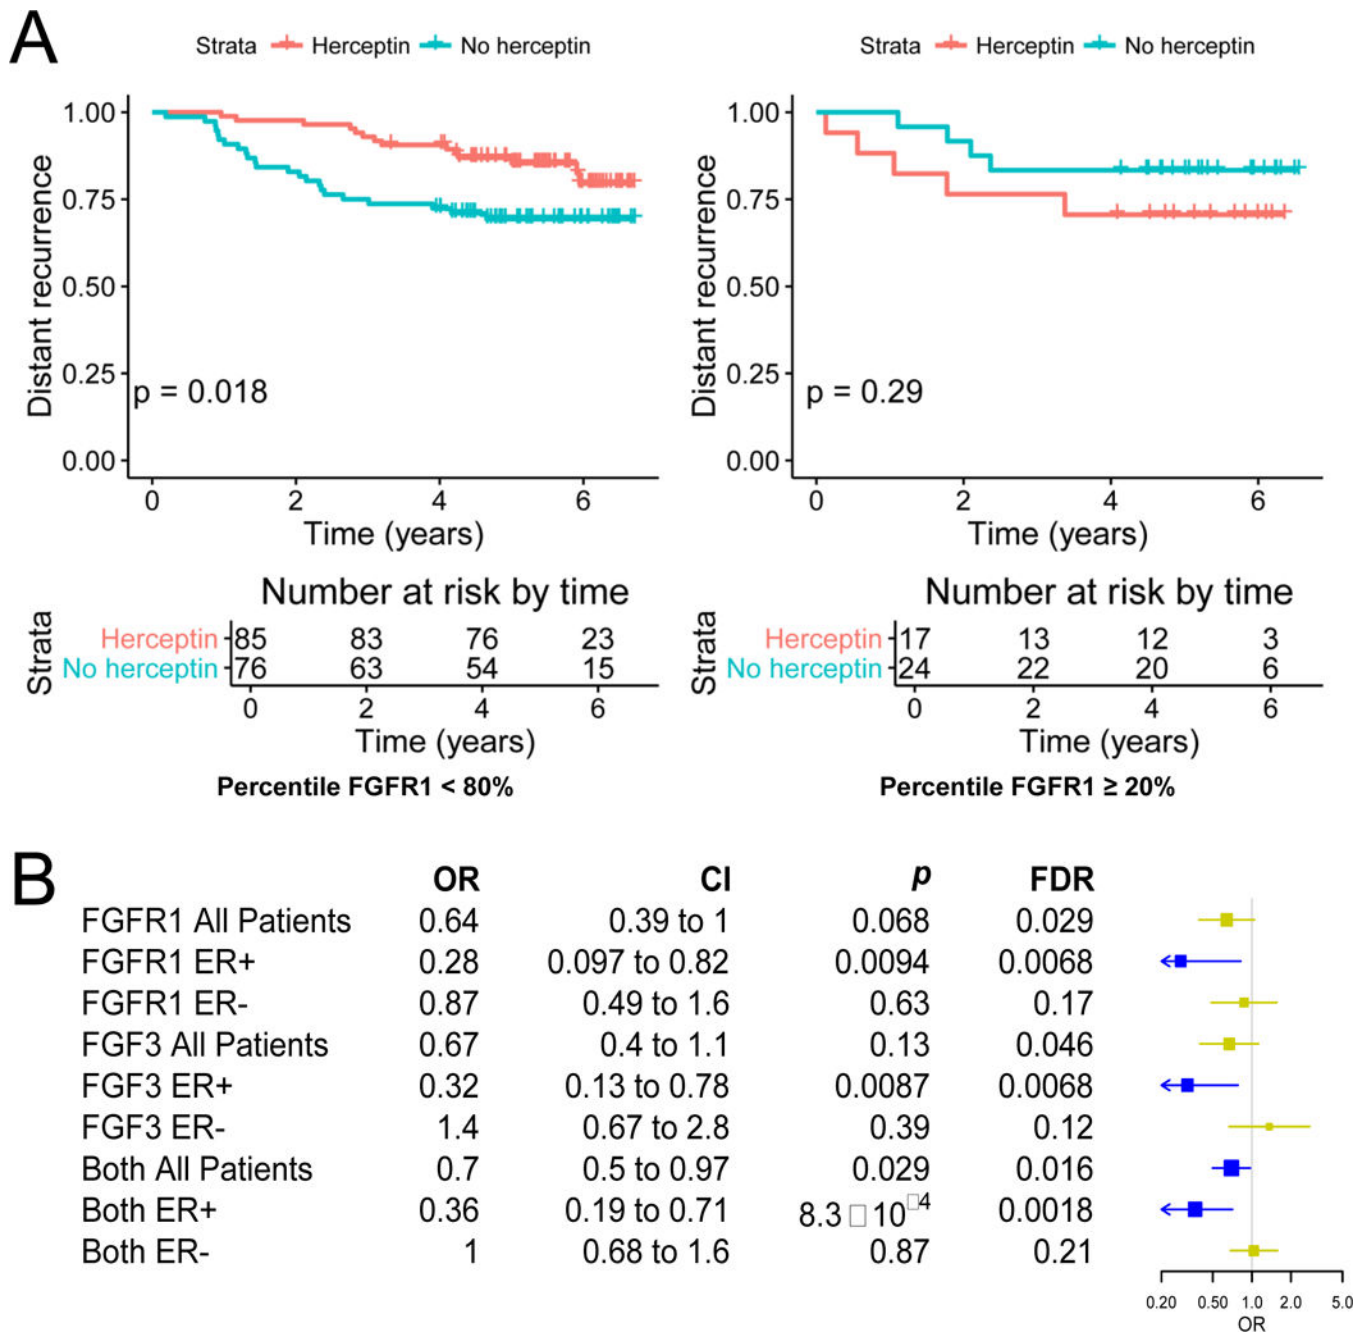 A
Strata Herceptin No herceptin
Strata Herceptin No herceptin
Distant recurrence
1.00
0.75
0.50
0.25
0.00
p = 0.018
0 2 4 6
Time (years)
Distant recurrence
1.00
0.75
0.50
0.25
0.00
p = 0.29
0 2 4 6
Time (years)
Number at risk by time
Strata
Herceptin 85 83 76 23
No herceptin 76 63 54 15
0 2 4 6
Time (years)
Percentile FGFR1 < 80%
Number at risk by time
Strata
Herceptin 17 13 12 3
No herceptin 24 22 20 6
0 2 4 6
Time (years)
Percentile FGFR1 ≥ 20%
B
OR CI p FDR
FGFR1 All Patients 0.64 0.39 to 1 0.068 0.029
FGFR1 ER+ 0.28 0.097 to 0.82 0.0094 0.0068
FGFR1 ER- 0.87 0.49 to 1.6 0.63 0.17
FGF3 All Patients 0.67 0.4 to 1.1 0.13 0.046
FGF3 ER+ 0.32 0.13 to 0.78 0.0087 0.0068
FGF3 ER- 1.4 0.67 to 2.8 0.39 0.12
Both All Patients 0.7 0.5 to 0.97 0.029 0.016
Both ER+ 0.36 0.19 to 0.71 8.3 □ 10□4 0.0018
Both ER- 1 0.68 to 1.6 0.87 0.21
0.20 0.50 1.0 2.0 5.0
OR